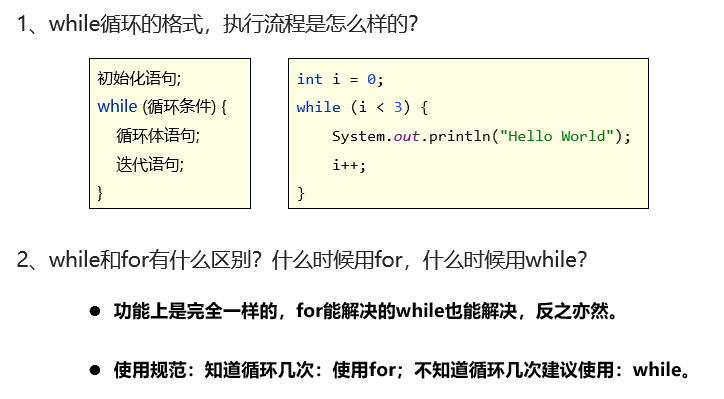 1、while循环的格式，执行流程是怎么样的？
初始化语句;
while (循环条件) {
循环体语句;
迭代语句;
}
int i = 0;
while (i < 3) {
System.out.println("Hello World");
i++;
}
2、while和for有什么区别？什么时候用for，什么时候用while？
● 功能上是完全一样的，for能解决的while也能解决，反之亦然。
● 使用规范：知道循环几次：使用for；不知道循环几次建议使用：while。